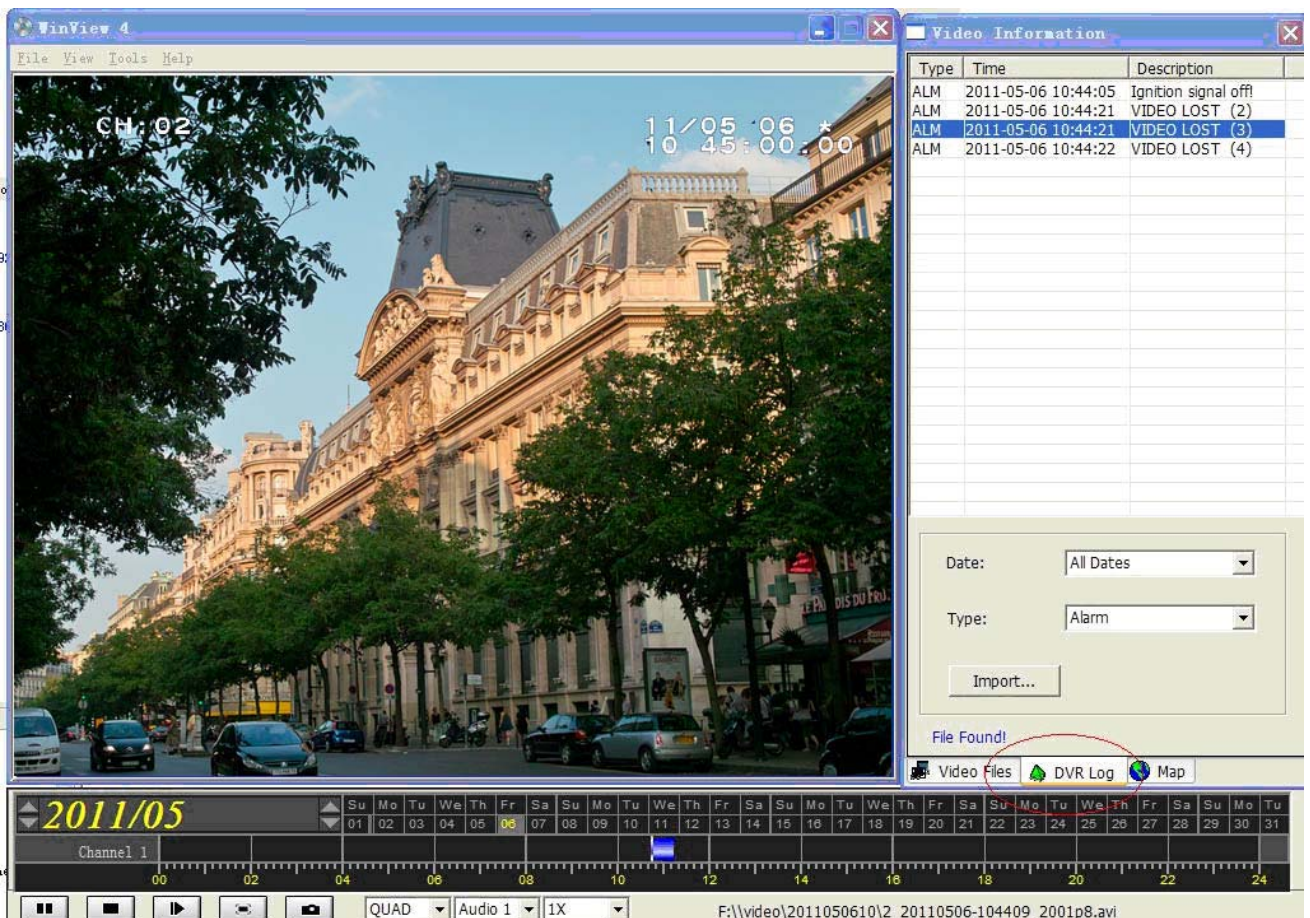 WinView 4
File View Tools Help
CH:02
11/05 06 *
10 45:00:00
LE PARADIS DU FRUIT
Video Information
Type Time Description
ALM 2011-05-06 10:44:05 Ignition signal off!
ALM 2011-05-06 10:44:21 VIDEO LOST (2)
ALM 2011-05-06 10:44:21 VIDEO LOST (3)
ALM 2011-05-06 10:44:22 VIDEO LOST (4)
Date: All Dates
Type: Alarm
Import...
File Found!
Video Files DVR Log Map
2011/05
Su Mo Tu We Th Fr Sa Su Mo Tu We Th Fr Sa Su Mo Tu We Th Fr Sa Su Mo Tu We Th Fr Sa Su Mo Tu
01 02 03 04 05 06 07 08 09 10 11 12 13 14 15 16 17 18 19 20 21 22 23 24 25 26 27 28 29 30 31
Channel 1
00 02 04 06 08 10 12 14 16 18 20 22 24
QUAD Audio 1 1X F:\\video\2011050610\2_20110506-104409_2001p8.avi